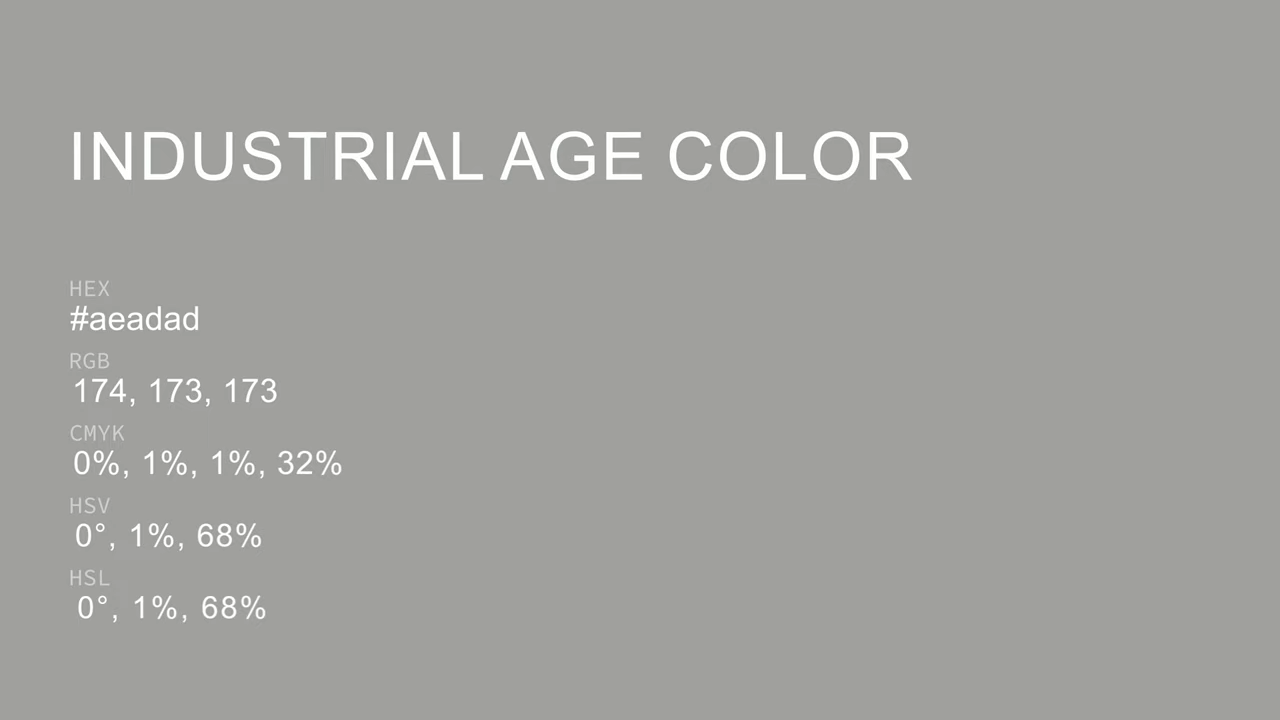 INDUSTRIAL AGE COLOR
HEX
#aeadad
RGB
174, 173, 173
CMYK
0%, 1%, 1%, 32%
HSV
0°, 1%, 68%
HSL
0°, 1%, 68%